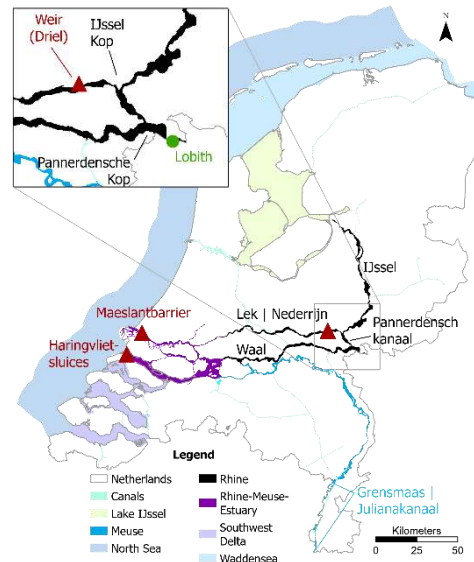 Weir
(Driel)
IJssel
Kop
N
Pannerdensche
Kop
Lobith
IJssel
Maeslantbarrier
Lek | Nederrijn
Pannerdensch
kanaal
Haringvliet-
sluices
Waal
Legend
Netherlands
Canals
Lake IJssel
Meuse
North Sea
Rhine
Rhine-Meuse-
Estuary
Southwest
Delta
Waddensea
Grensmaas |
Julianakanaal
Kilometers
0 25 50